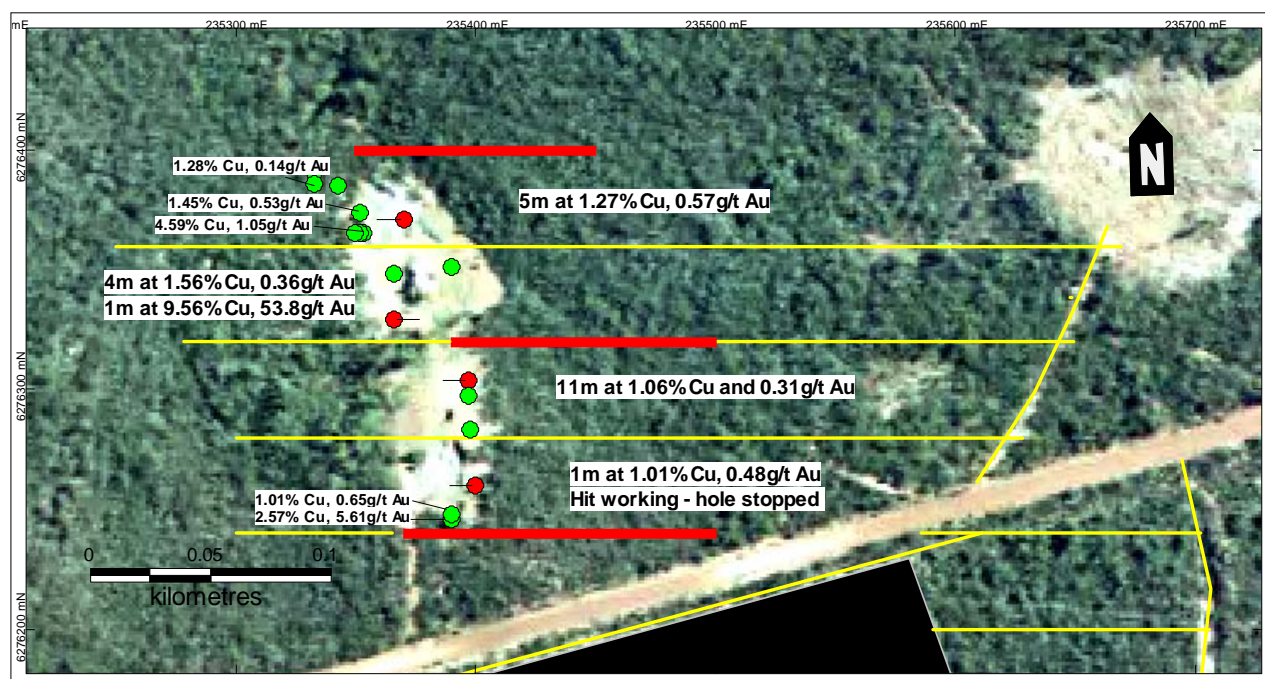 mE
235300 mE
235400 mE
235500 mE
235600 mE
235700 mE
6276400 mN
6276300 mN
6276200 mN
N
1.28% Cu, 0.14g/t Au
1.45% Cu, 0.53g/t Au
4.59% Cu, 1.05g/t Au
5m at 1.27%Cu, 0.57g/t Au
4m at 1.56%Cu, 0.36g/t Au
1m at 9.56%Cu, 53.8g/t Au
11m at 1.06%Cu and 0.31g/t Au
1m at 1.01%Cu, 0.48g/t Au
Hit working - hole stopped
1.01% Cu, 0.65g/t Au
2.57% Cu, 5.61g/t Au
0 0.05 0.1
kilometres